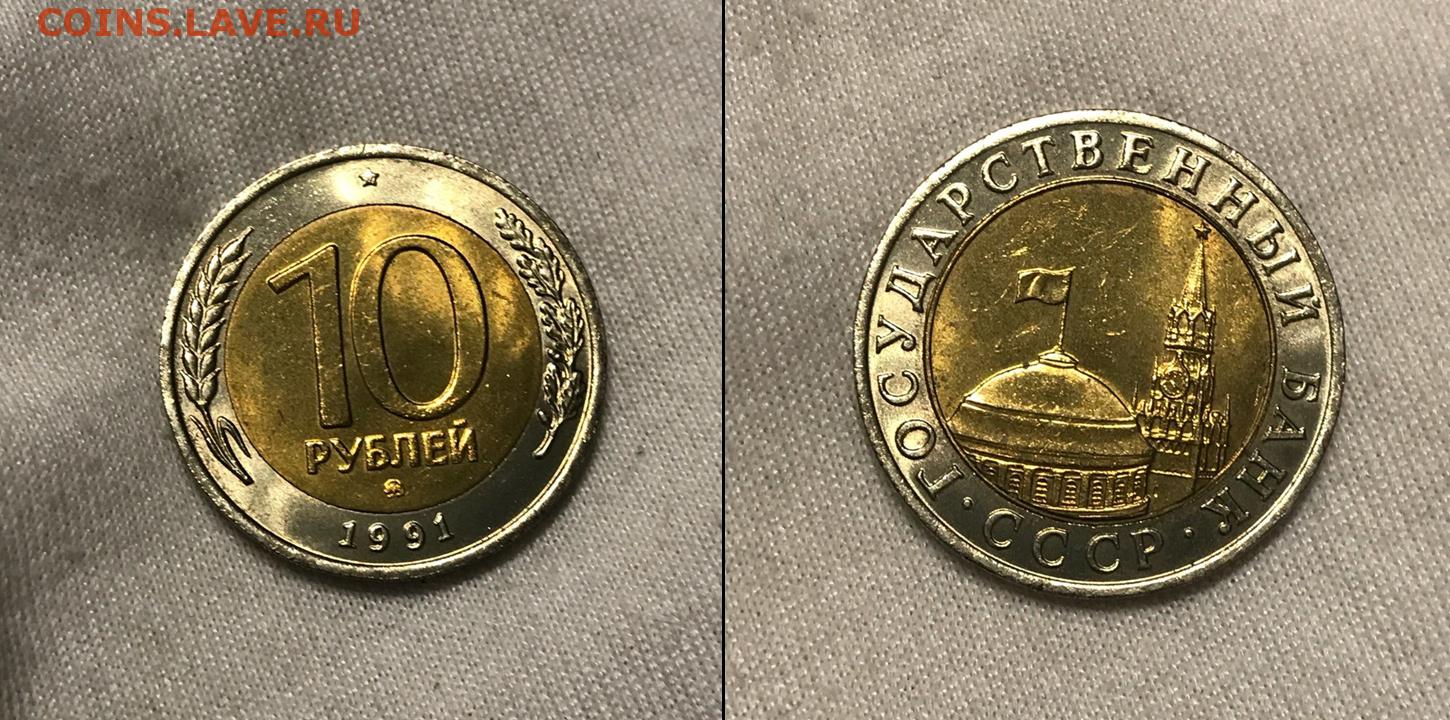 COINS.LAVE.RU
10
РУБЛЕЙ
1991
ГОСУДАРСТВЕННЫЙ БАНК
· СССР ·